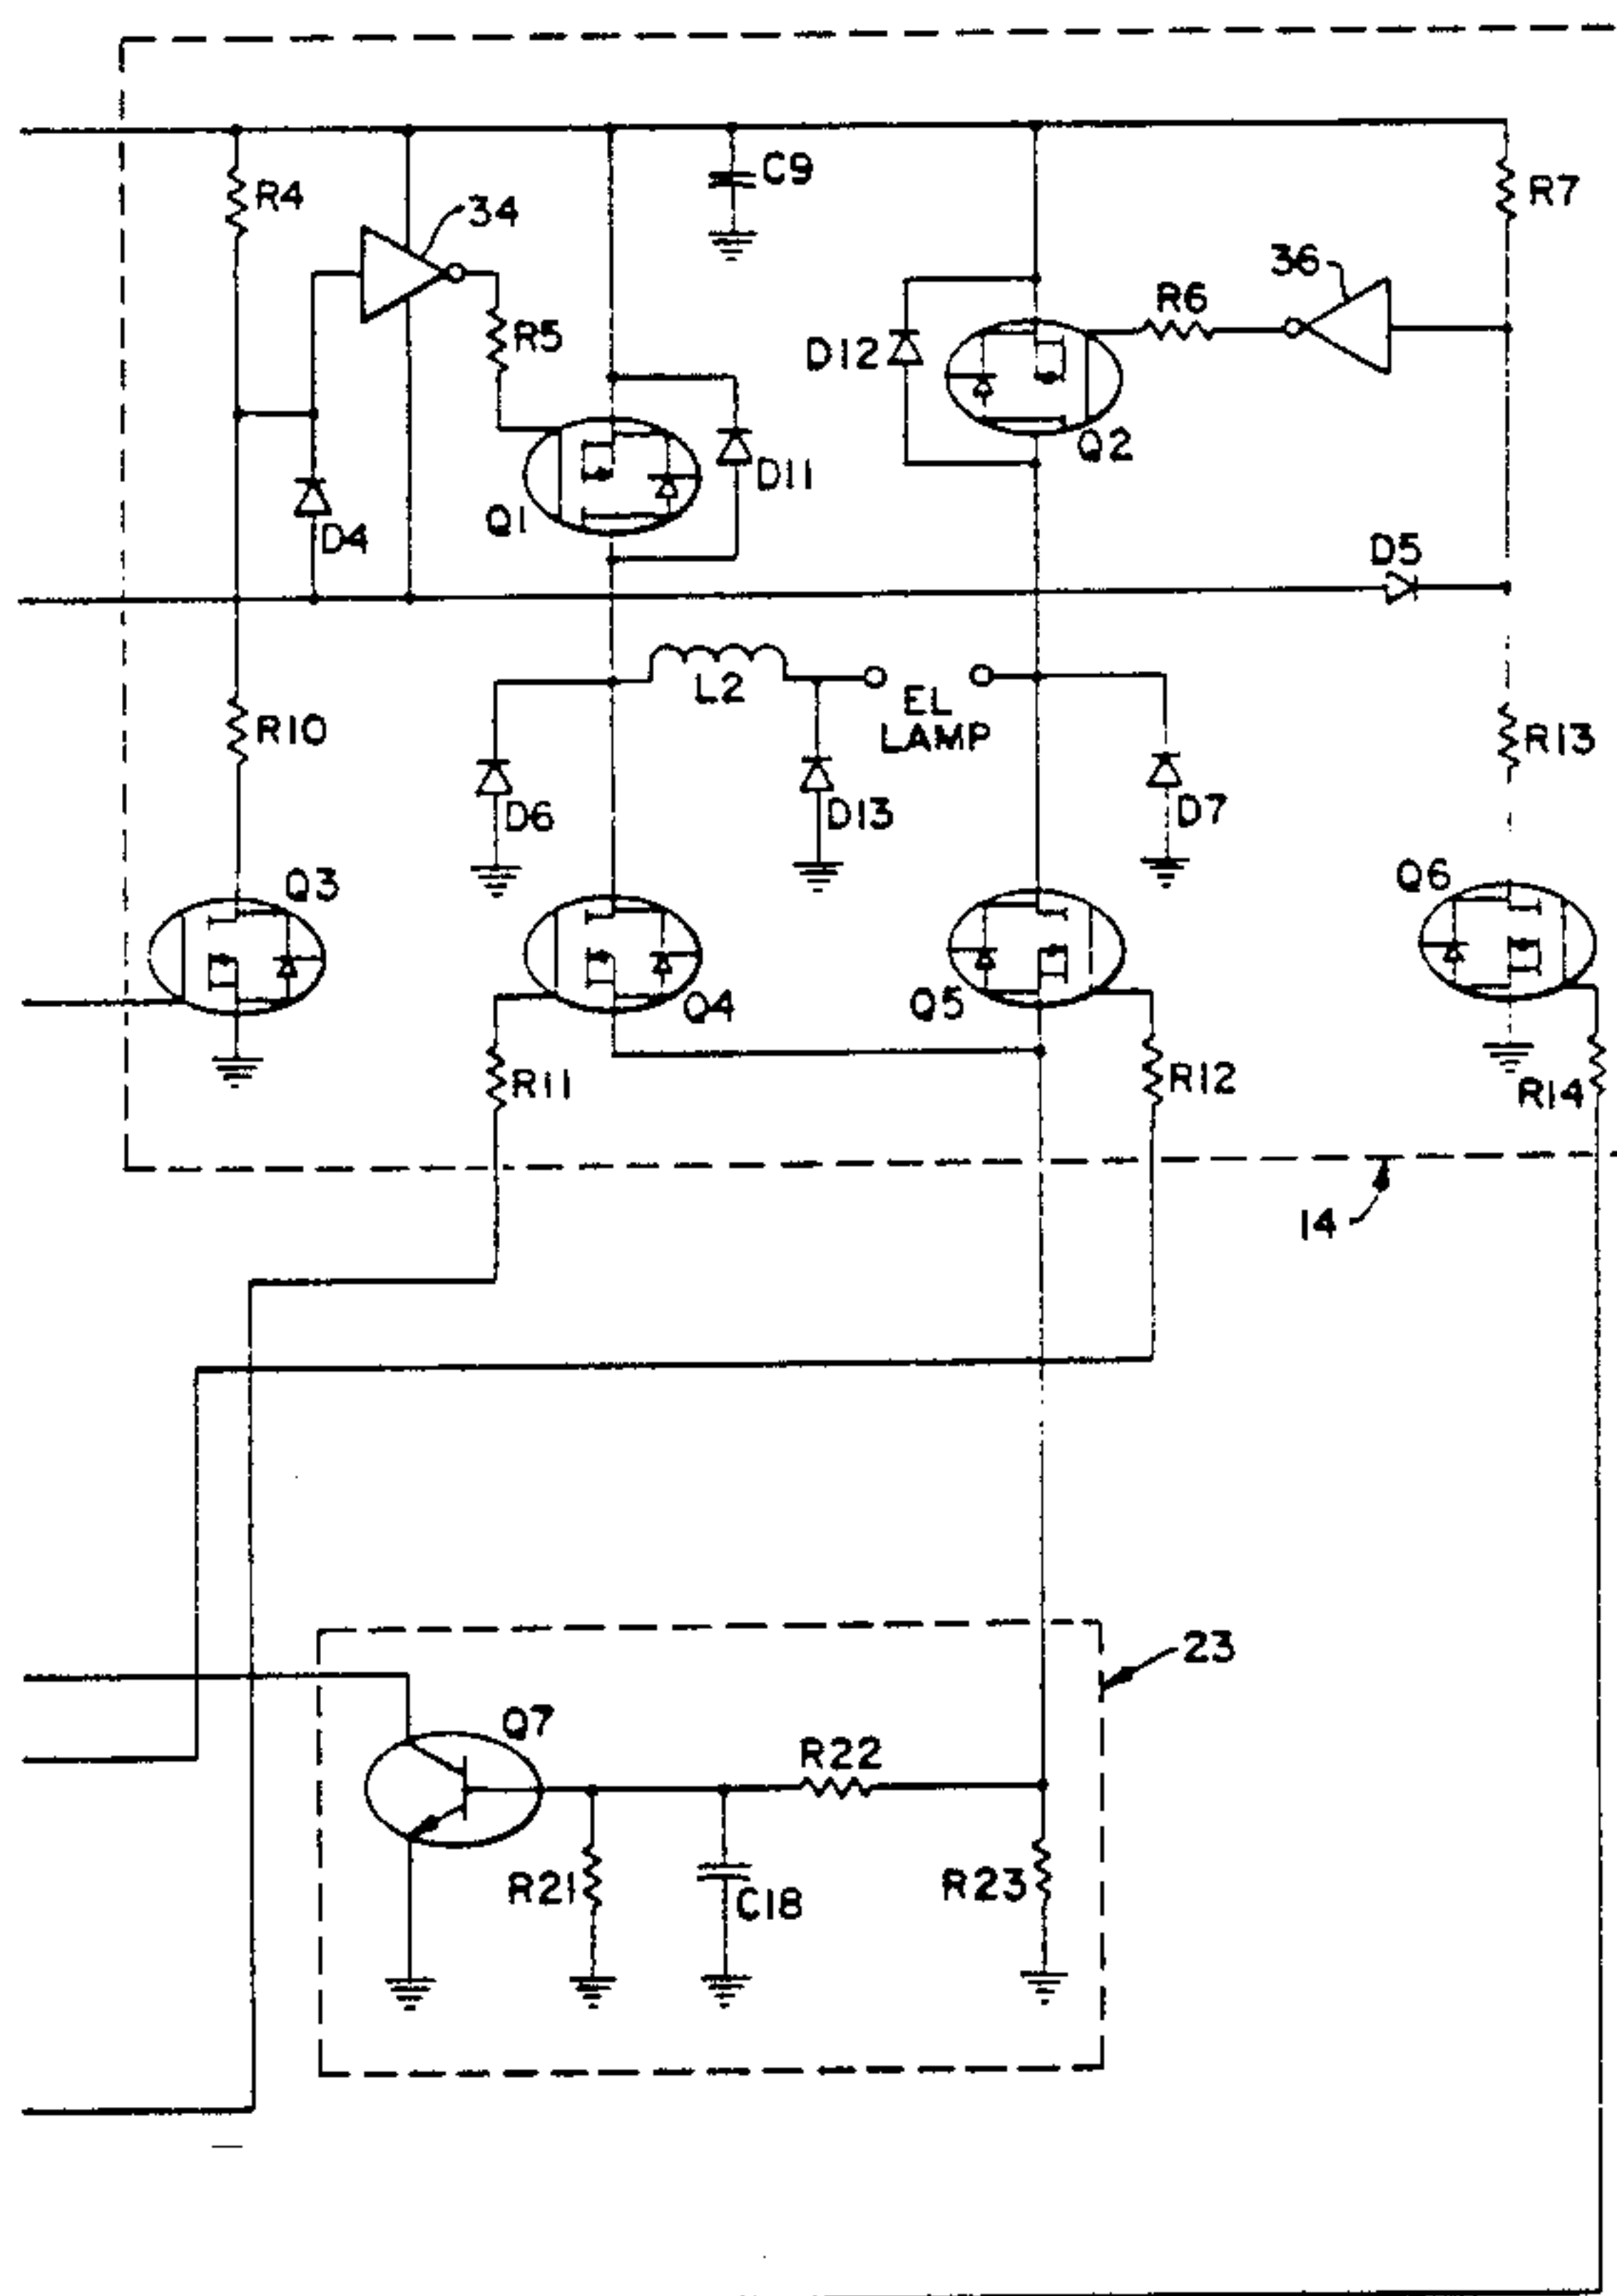 C9
R4
R7
34
36
R6
R5
D12
Q2
D11
Q1
D4
D5
L2
EL
LAMP
R10
R13
D6
D13
D7
Q3
Q6
Q4
Q5
R11
R12
R14
14
23
Q7
R22
R21
C18
R23